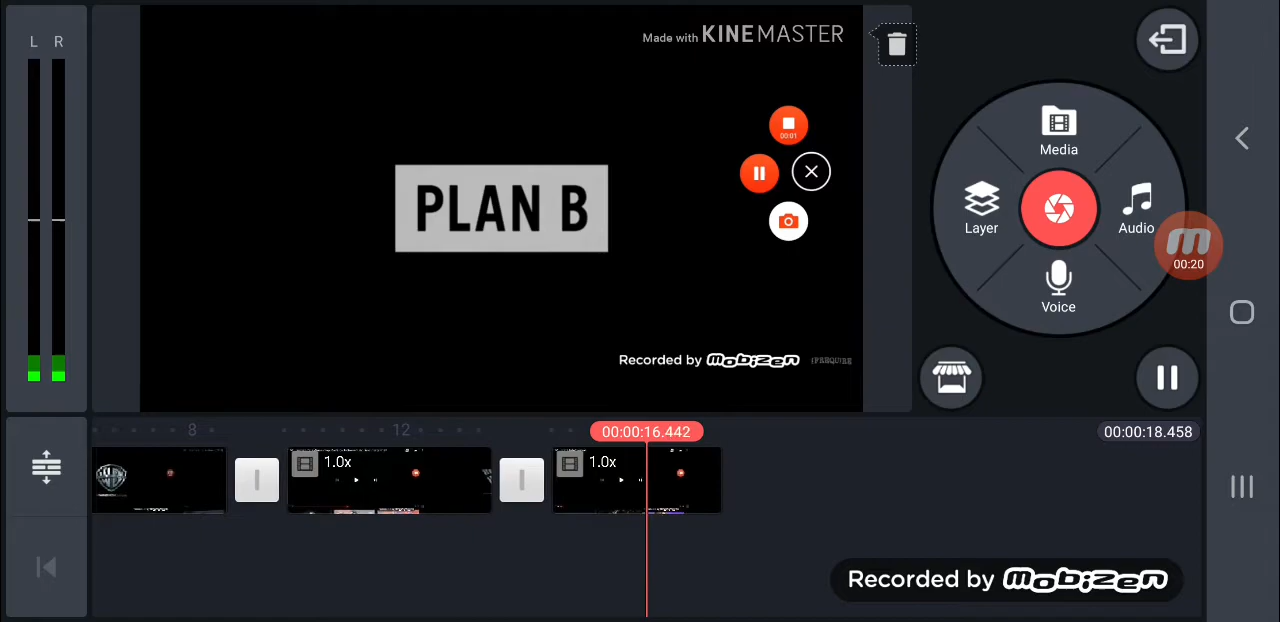 L R
Made with KINEMASTER
PLAN B
00:01
Recorded by mobizen
Media
Layer
Audio
Voice
00:20
8
12
00:00:16.442
00:00:18.458
1.0x
1.0x
Recorded by mobizen